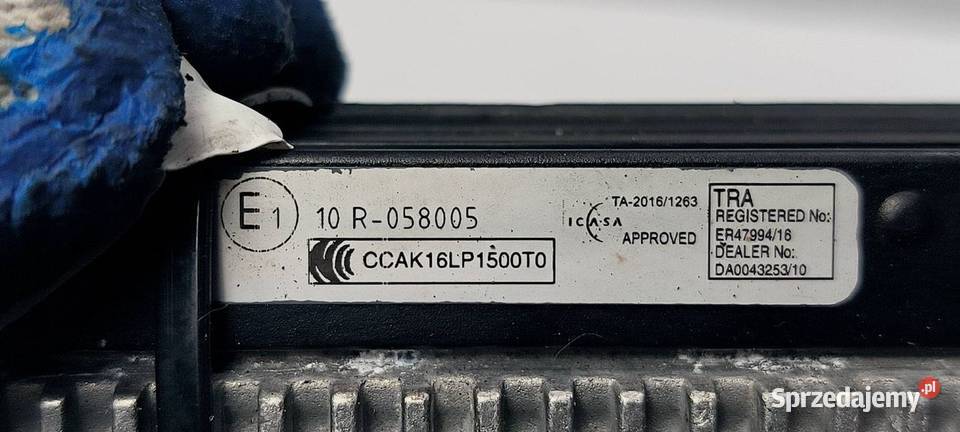 E1
10 R-058005
CCAK16LP1500T0
ICASA
TA-2016/1263
APPROVED
TRA
REGISTERED No:
ER47994/16
DEALER No:
DA0043253/10
Sprzedajemy.pl